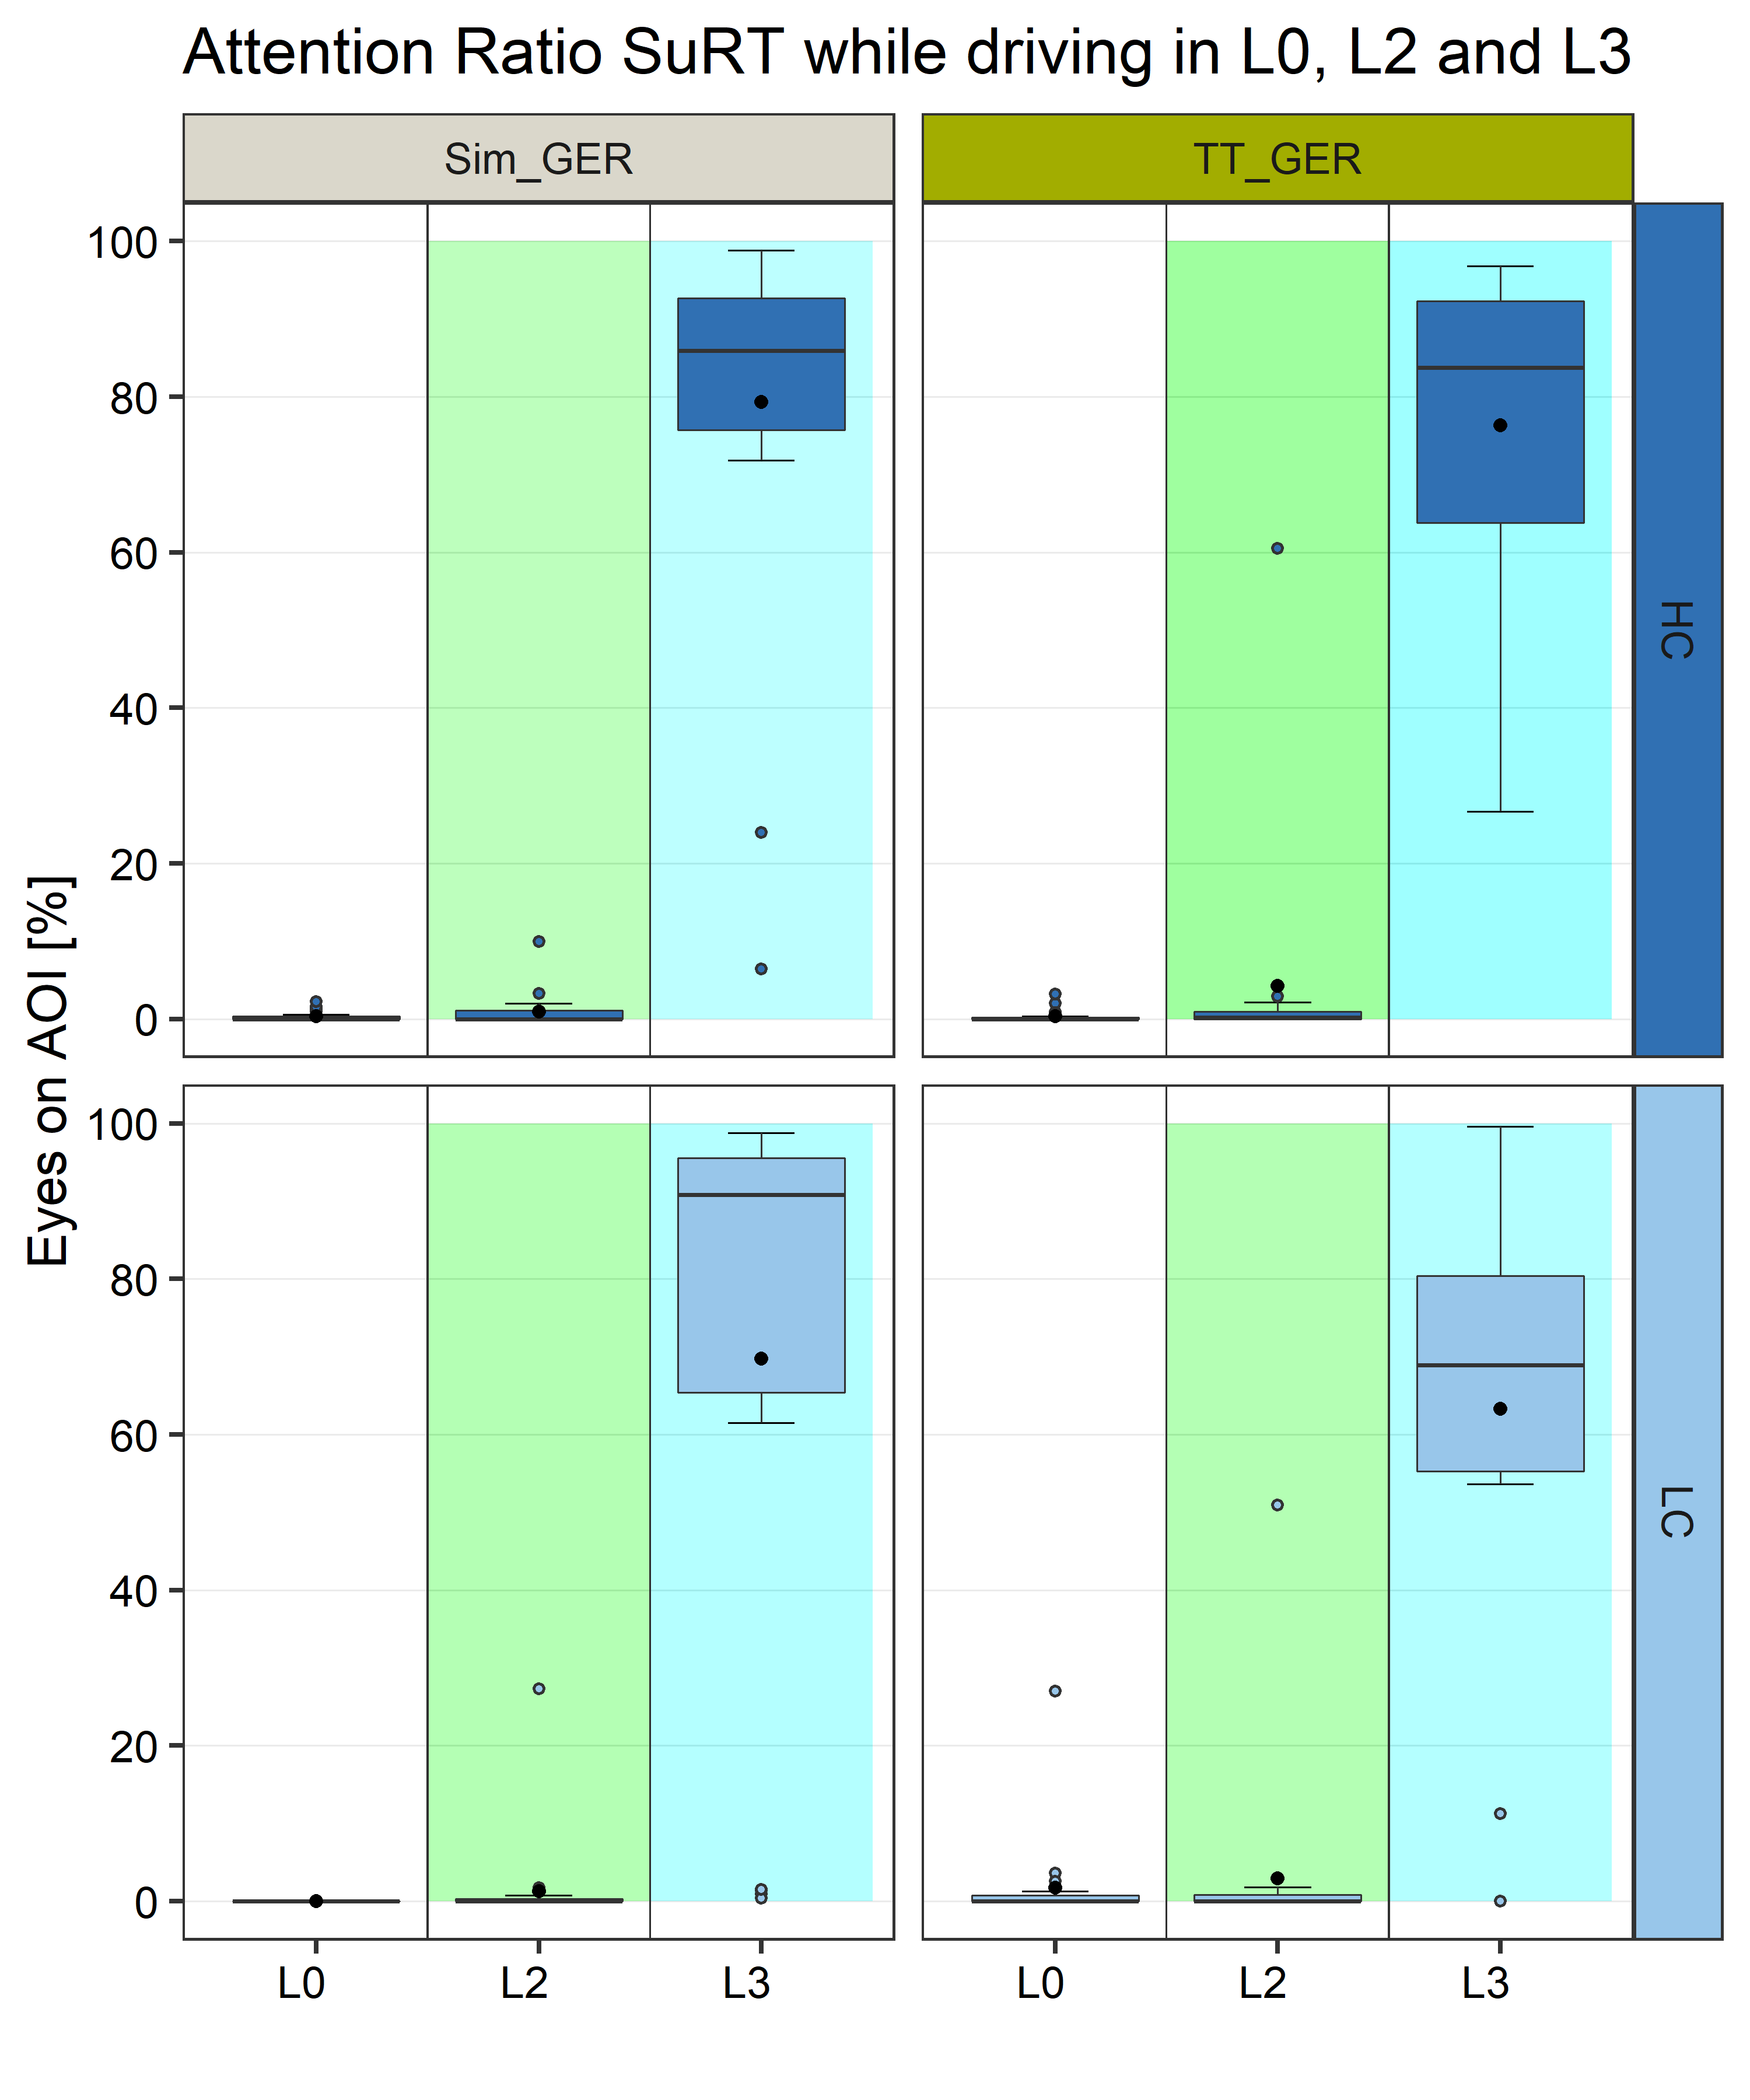 Attention Ratio SuRT while driving in L0, L2 and L3
Sim_GER
TT_GER
Eyes on AOI [%]
100
80
60
40
20
0
HC
100
80
60
40
20
0
LC
L0 L2 L3
L0 L2 L3